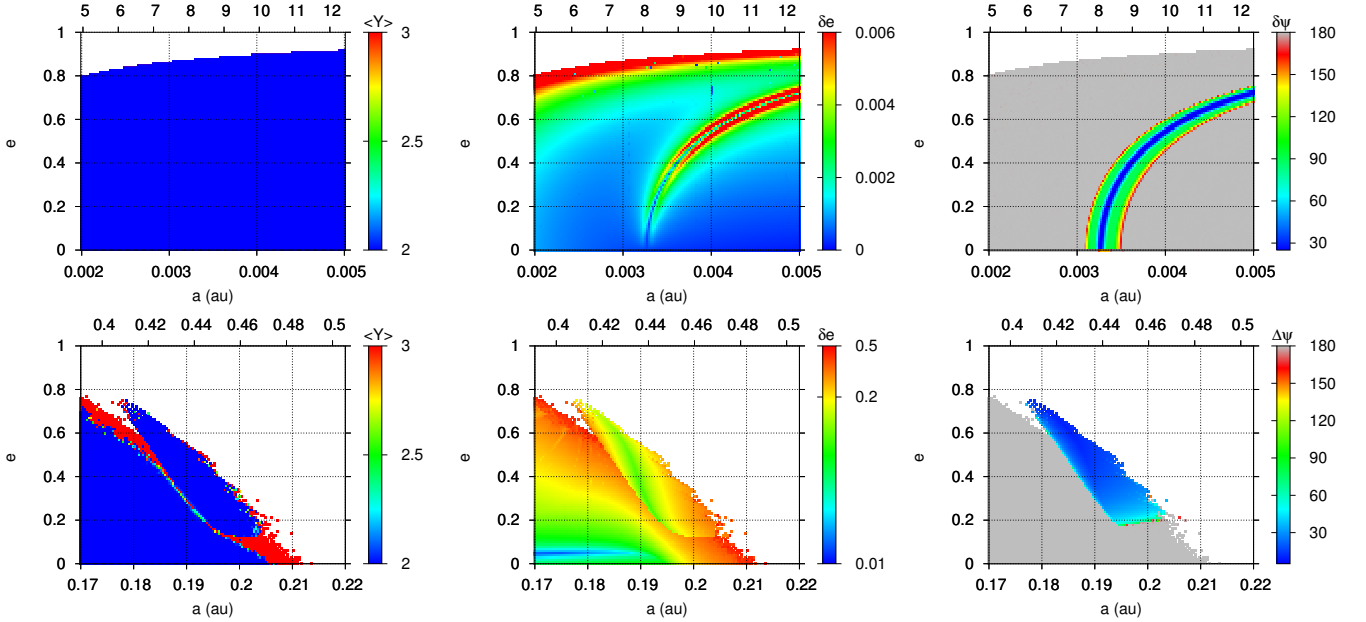 5 6 7 8 9 10 11 12 <Y>
1 0.8 0.6 0.4 0.2 0
e
3 2.5 2
0.002 0.003 0.004 0.005
a (au)
5 6 7 8 9 10 11 12 δe
1 0.8 0.6 0.4 0.2 0
e
0.006 0.004 0.002 0
0.002 0.003 0.004 0.005
a (au)
5 6 7 8 9 10 11 12 δψ
1 0.8 0.6 0.4 0.2 0
e
180 150 120 90 60 30
0.002 0.003 0.004 0.005
a (au)
0.4 0.42 0.44 0.46 0.48 0.5 <Y>
1 0.8 0.6 0.4 0.2 0
e
3 2.5 2
0.17 0.18 0.19 0.2 0.21 0.22
a (au)
0.4 0.42 0.44 0.46 0.48 0.5 δe
1 0.8 0.6 0.4 0.2 0
e
0.5 0.2 0.01
0.17 0.18 0.19 0.2 0.21 0.22
a (au)
0.4 0.42 0.44 0.46 0.48 0.5 Δψ
1 0.8 0.6 0.4 0.2 0
e
180 150 120 90 60 30
0.17 0.18 0.19 0.2 0.21 0.22
a (au)